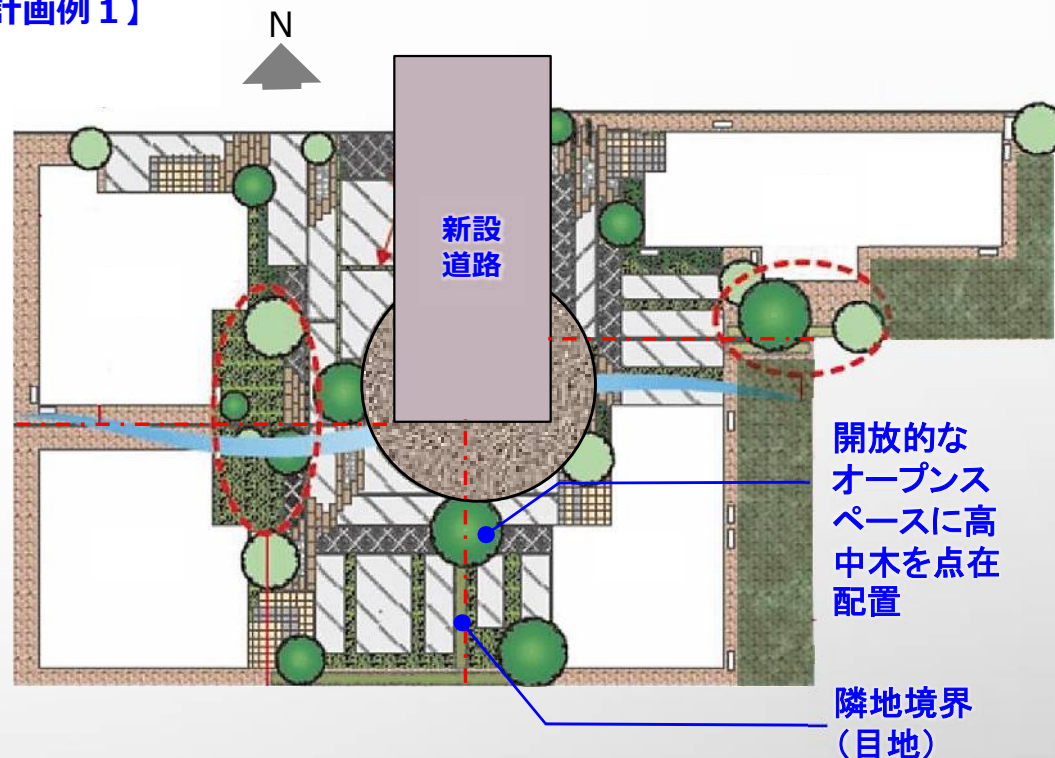 計画例１】
N
新設
道路
開放的な
オープンス
ペースに高
中木を点在
配置
隣地境界
（目地）